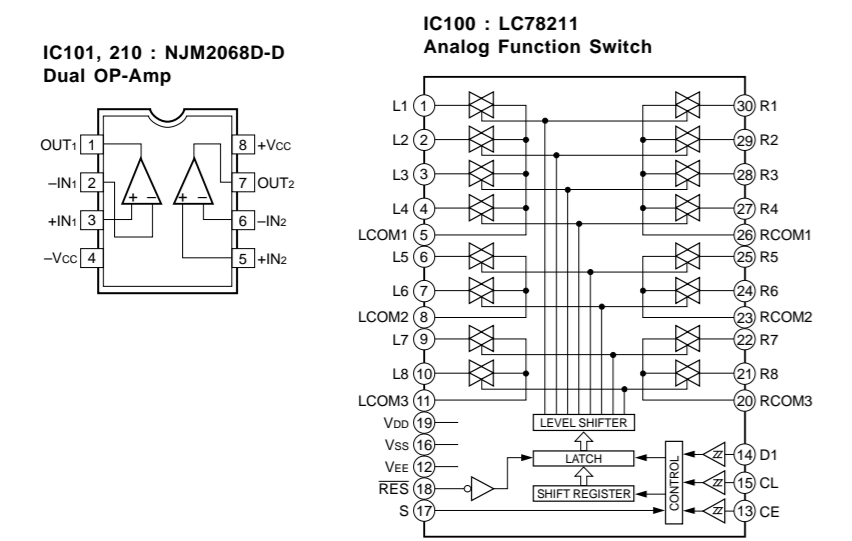 IC101, 210 : NJM2068D-D
Dual OP-Amp
OUT1 1
–IN1 2
+IN1 3
–VCC 4
8 +VCC
7 OUT2
6 –IN2
5 +IN2
+ –
+ –
IC100 : LC78211
Analog Function Switch
L1 1
L2 2
L3 3
L4 4
LCOM1 5
L5 6
L6 7
LCOM2 8
L7 9
L8 10
LCOM3 11
VDD 19
VSS 16
VEE 12
RES 18
S 17
30 R1
29 R2
28 R3
27 R4
26 RCOM1
25 R5
24 R6
23 RCOM2
22 R7
21 R8
20 RCOM3
14 D1
15 CL
13 CE
LEVEL SHIFTER
LATCH
SHIFT REGISTER
CONTROL